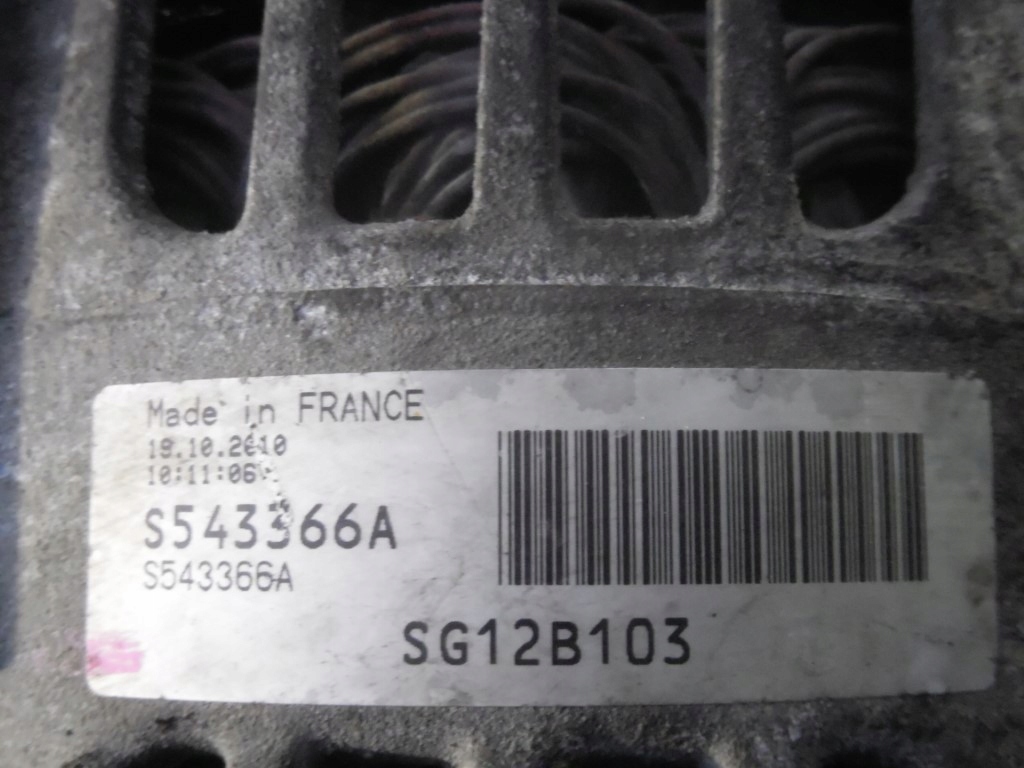 Made in FRANCE
19.10.2010
10:11:06
S543366A
S543366A
SG12B103